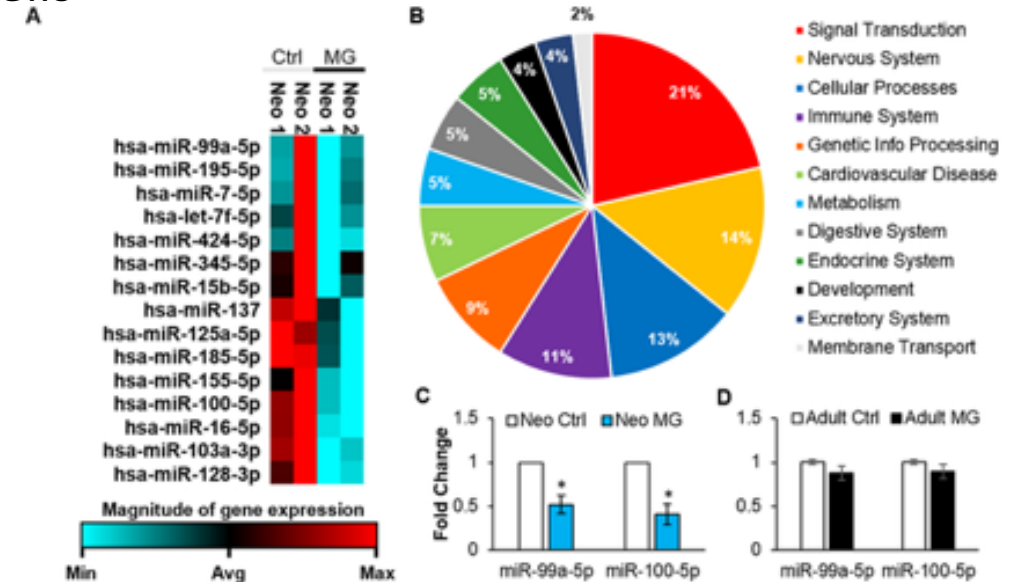 A
Ctrl MG
Neo 1 Neo 2 Neo 1 Neo 2
hsa-miR-99a-5p
hsa-miR-195-5p
hsa-miR-7-5p
hsa-let-7f-5p
hsa-miR-424-5p
hsa-miR-345-5p
hsa-miR-15b-5p
hsa-miR-137
hsa-miR-125a-5p
hsa-miR-185-5p
hsa-miR-155-5p
hsa-miR-100-5p
hsa-miR-16-5p
hsa-miR-103a-3p
hsa-miR-128-3p
Magnitude of gene expression
Min Avg Max
B
2%
21%
14%
13%
11%
9%
7%
5%
5%
5%
4%
4%
Signal Transduction
Nervous System
Cellular Processes
Immune System
Genetic Info Processing
Cardiovascular Disease
Metabolism
Digestive System
Endocrine System
Development
Excretory System
Membrane Transport
C
Neo Ctrl Neo MG
Fold Change
1.5
1
0.5
0
* *
miR-99a-5p miR-100-5p
D
Adult Ctrl Adult MG
1.5
1
0.5
0
miR-99a-5p miR-100-5p